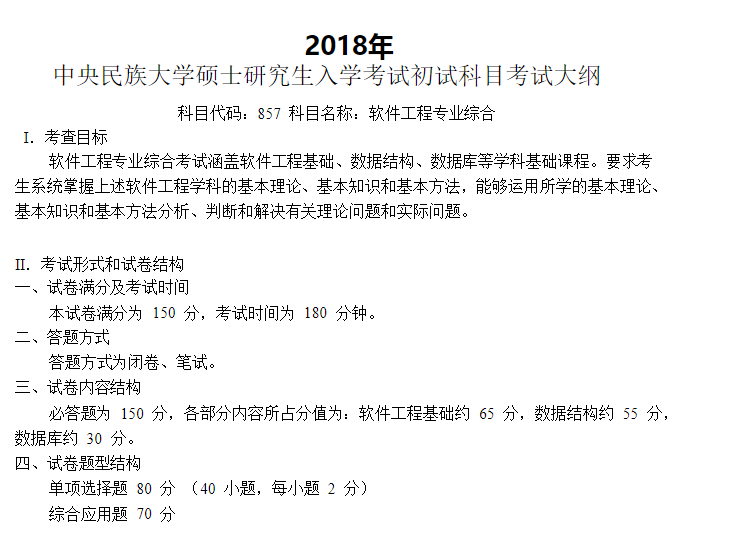 2018年
中央民族大学硕士研究生入学考试初试科目考试大纲
科目代码：857 科目名称：软件工程专业综合
I. 考查目标
软件工程专业综合考试涵盖软件工程基础、数据结构、数据库等学科基础课程。要求考
生系统掌握上述软件工程学科的基本理论、基本知识和基本方法，能够运用所学的基本理论、
基本知识和基本方法分析、判断和解决有关理论问题和实际问题。
II. 考试形式和试卷结构
一、试卷满分及考试时间
本试卷满分为 150 分，考试时间为 180 分钟。
二、答题方式
答题方式为闭卷、笔试。
三、试卷内容结构
必答题为 150 分，各部分内容所占分值为：软件工程基础约 65 分，数据结构约 55 分，
数据库约 30 分。
四、试卷题型结构
单项选择题 80 分 （40 小题，每小题 2 分）
综合应用题 70 分